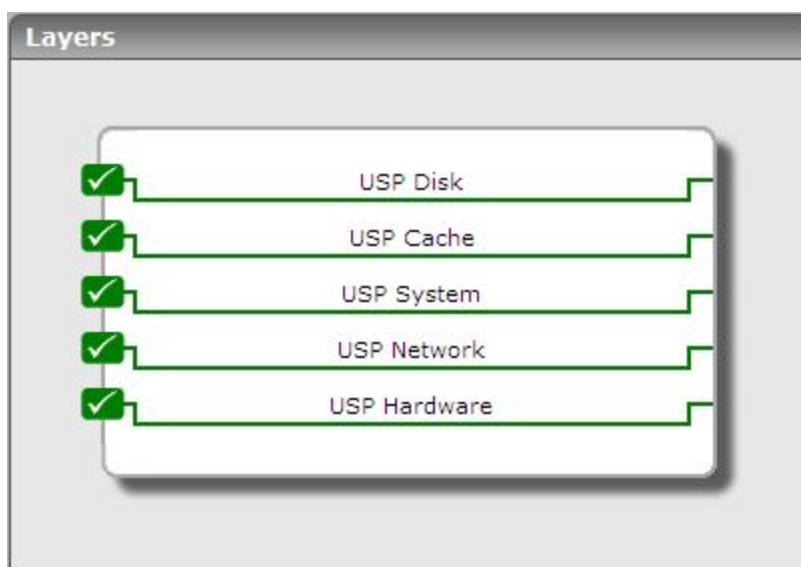 Layers
USP Disk
USP Cache
USP System
USP Network
USP Hardware